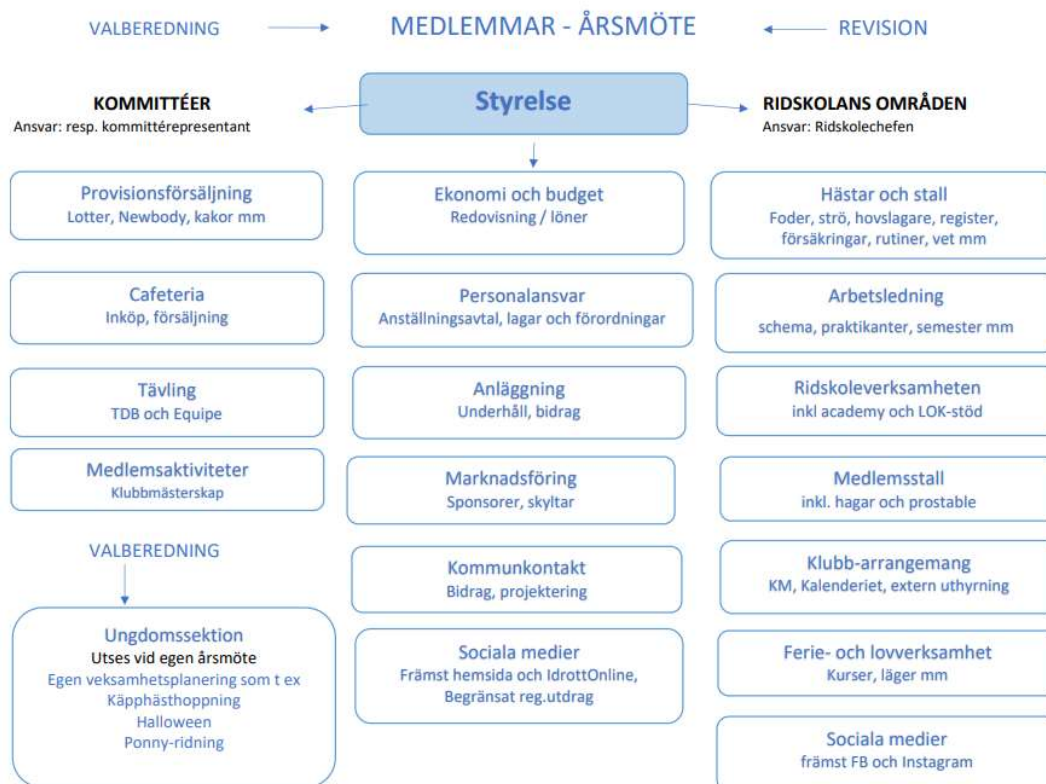 VALBEREDNING
MEDLEMMAR - ÅRSMÖTE
REVISION
Styrelse
KOMMITTÉER
Ansvar: resp. kommittérepresentant
RIDSKOLANS OMRÅDEN
Ansvar: Ridskolechefen
Provisionsförsäljning
Lotter, Newbody, kakor mm
Cafeteria
Inköp, försäljning
Tävling
TDB och Equipe
Medlemsaktiviteter
Klubbmästerskap
VALBEREDNING
Ungdomssektion
Utses vid egen årsmöte
Egen veksamhetsplanering som t ex
Käpphästhoppning
Halloween
Ponny-ridning
Ekonomi och budget
Redovisning / löner
Personalansvar
Anställningsavtal, lagar och förordningar
Anläggning
Underhåll, bidrag
Marknadsföring
Sponsorer, skyltar
Kommunkontakt
Bidrag, projektering
Sociala medier
Främst hemsida och IdrottOnline,
Begränsat reg.utdrag
Hästar och stall
Foder, strö, hovslagare, register,
försäkringar, rutiner, vet mm
Arbetsledning
schema, praktikanter, semester mm
Ridskoleverksamheten
inkl academy och LOK-stöd
Medlemsstall
inkl. hagar och prostable
Klubb-arrangemang
KM, Kalenderiet, extern uthyrning
Ferie- och lovverksamhet
Kurser, läger mm
Sociala medier
främst FB och Instagram